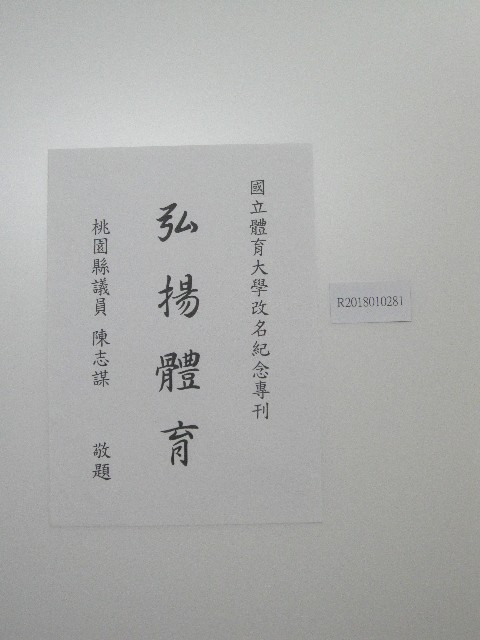 國立體育大學改名紀念專刊
弘揚體育
桃園縣議員 陳志謀 敬題
R2018010281